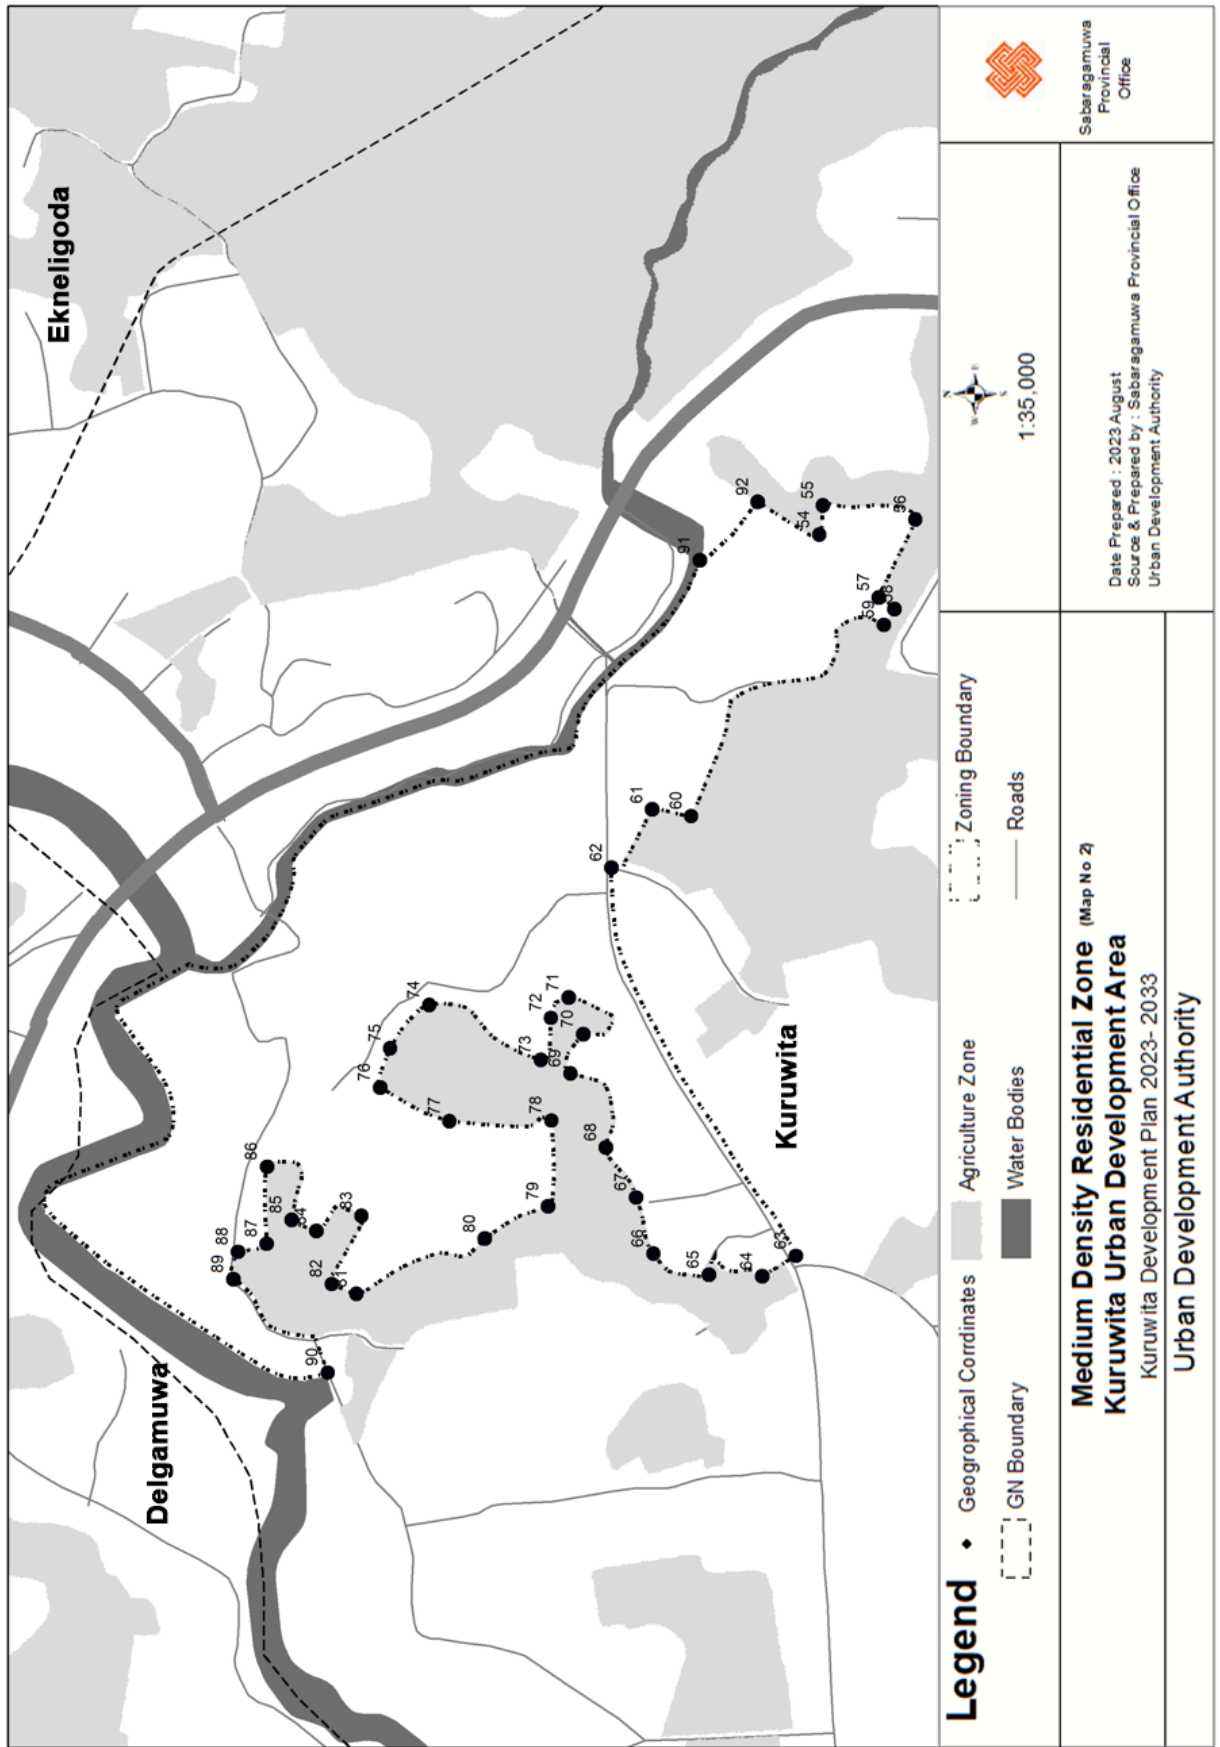 Ekneligoda
Delgamuwa
Kuruwita
89
88
87
86
85
84
83
82
81
90
80
79
78
77
76
75
74
73
72
71
70
69
68
67
66
65
64
63
62
61
60
59
58
57
56
55
54
92
91
Legend
Geogrophical Corrdinates
Agriculture Zone
Zoning Boundary
GN Boundary
Water Bodies
Roads
N
W
E
S
1:35,000
Sabaragamuwa
Provincial
Office
Medium Density Residential Zone (Map No 2)
Kuruwita Urban Development Area
Kuruwita Development Plan 2023- 2033
Urban Development Authority
Date Prepared : 2023 August
Source & Prepared by : Sabaragamuwa Provincial Office
Urban Development Authority